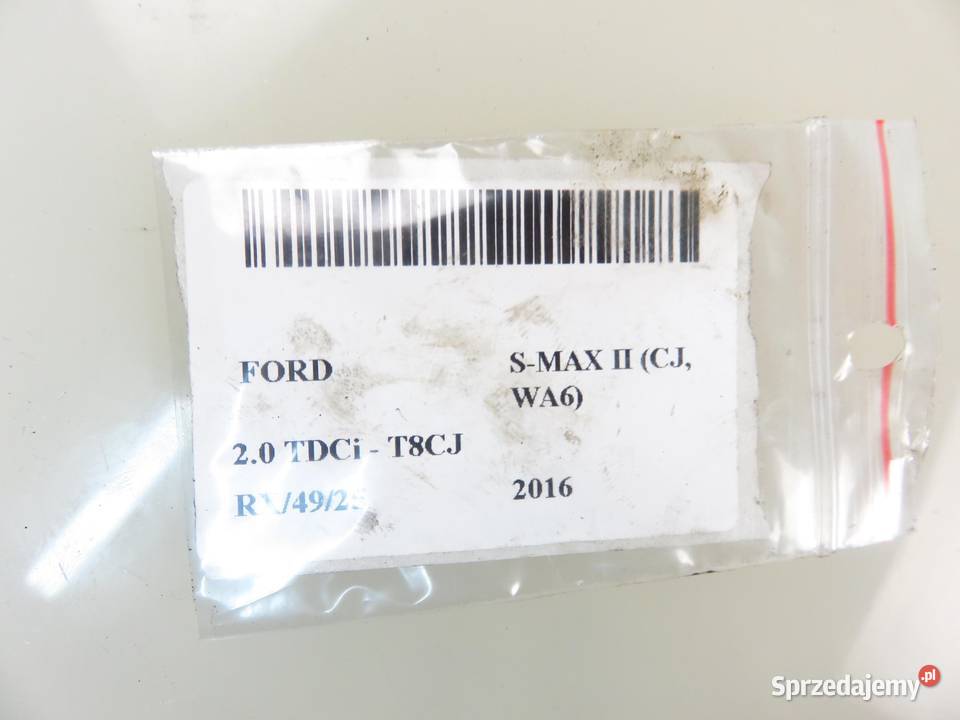 FORD
S-MAX II (CJ,
WA6)
2.0 TDCi - T8CJ
2016
Sprzedajemy.pl